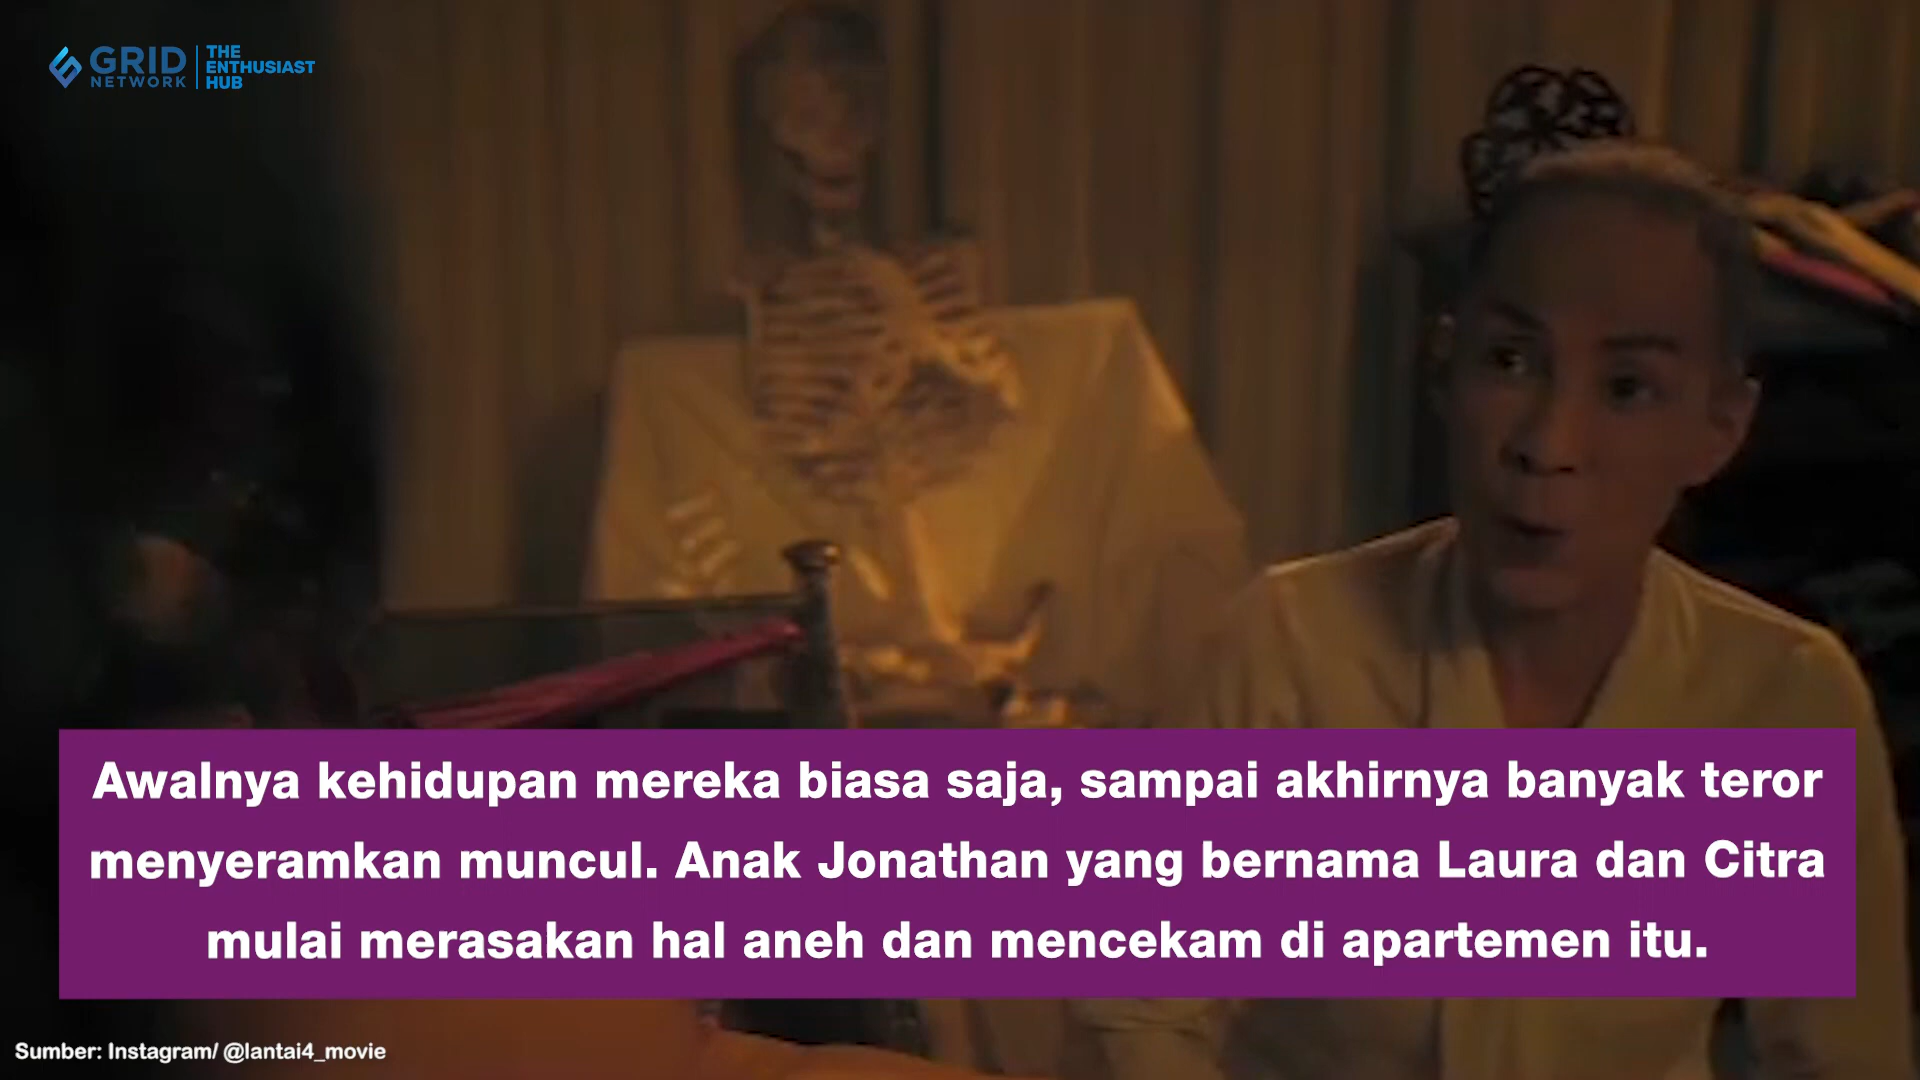 GRID
NETWORK
THE
ENTHUSIAST
HUB
Awalnya kehidupan mereka biasa saja, sampai akhirnya banyak teror
menyeramkan muncul. Anak Jonathan yang bernama Laura dan Citra
mulai merasakan hal aneh dan mencekam di apartemen itu.
Sumber: Instagram/ @lantai4_movie